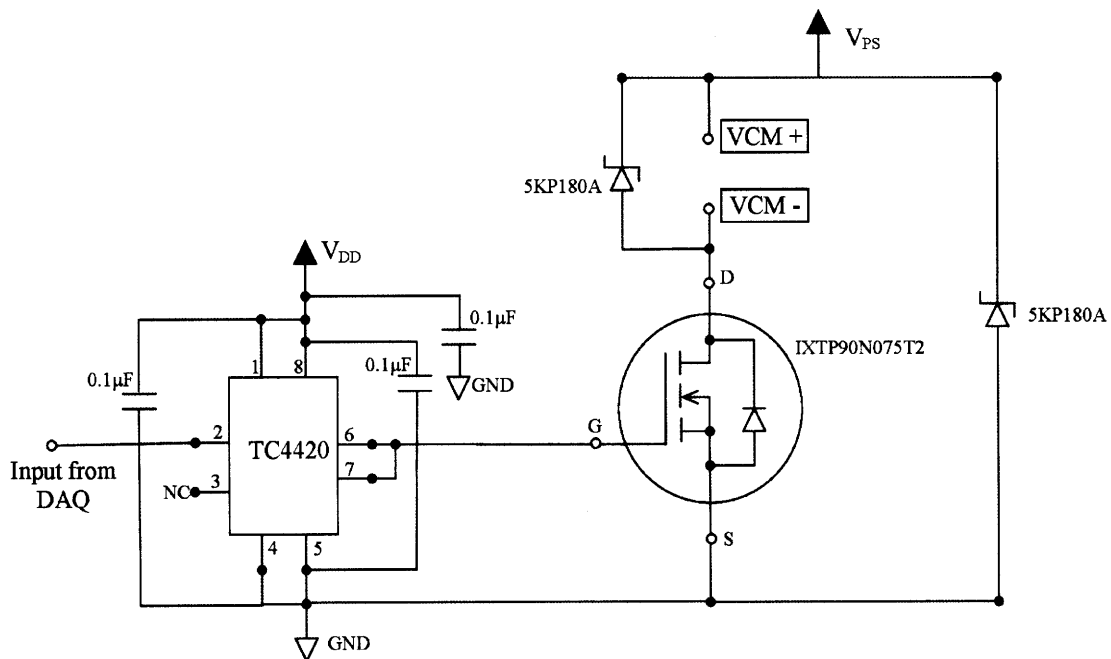 V_PS
VCM +
5KP180A
VCM -
V_DD
D
0.1µF
5KP180A
IXTP90N075T2
1
8
0.1µF
0.1µF
GND
2
TC4420
6
G
Input from
DAQ
7
NC
3
4
5
S
GND